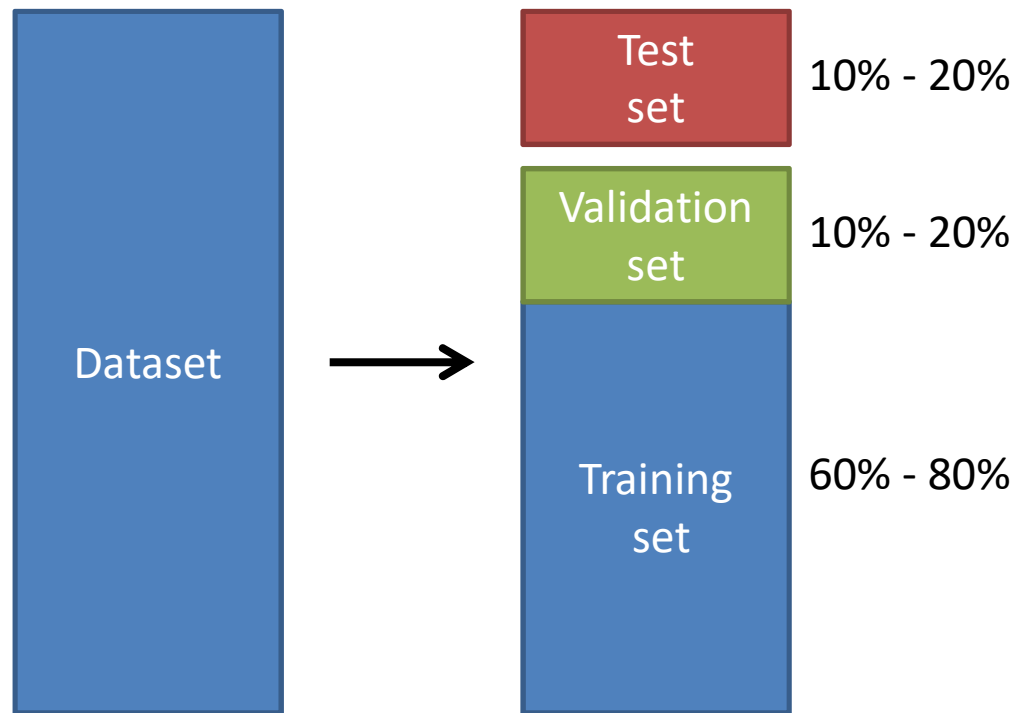 Dataset
Test
set
10% - 20%
Validation
set
10% - 20%
Training
set
60% - 80%